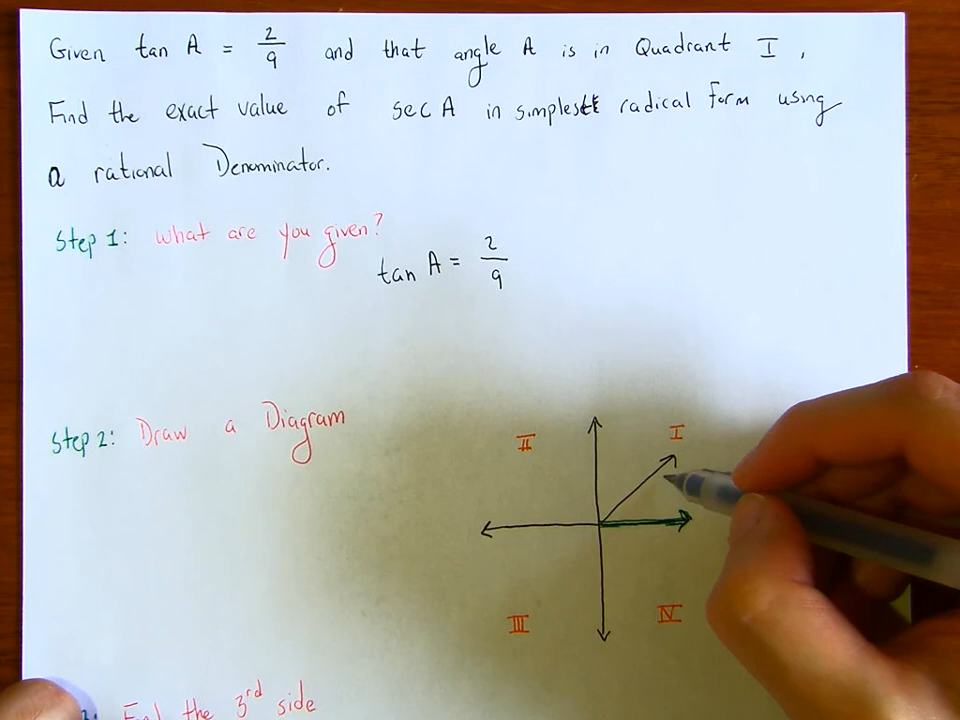 Given tan A = 2/9 and that angle A is in Quadrant I,
Find the exact value of sec A in simplest radical form using
a rational Denominator.
Step 1: What are you given?
tan A = 2/9
Step 2: Draw a Diagram
II I
III IV
the 3rd side